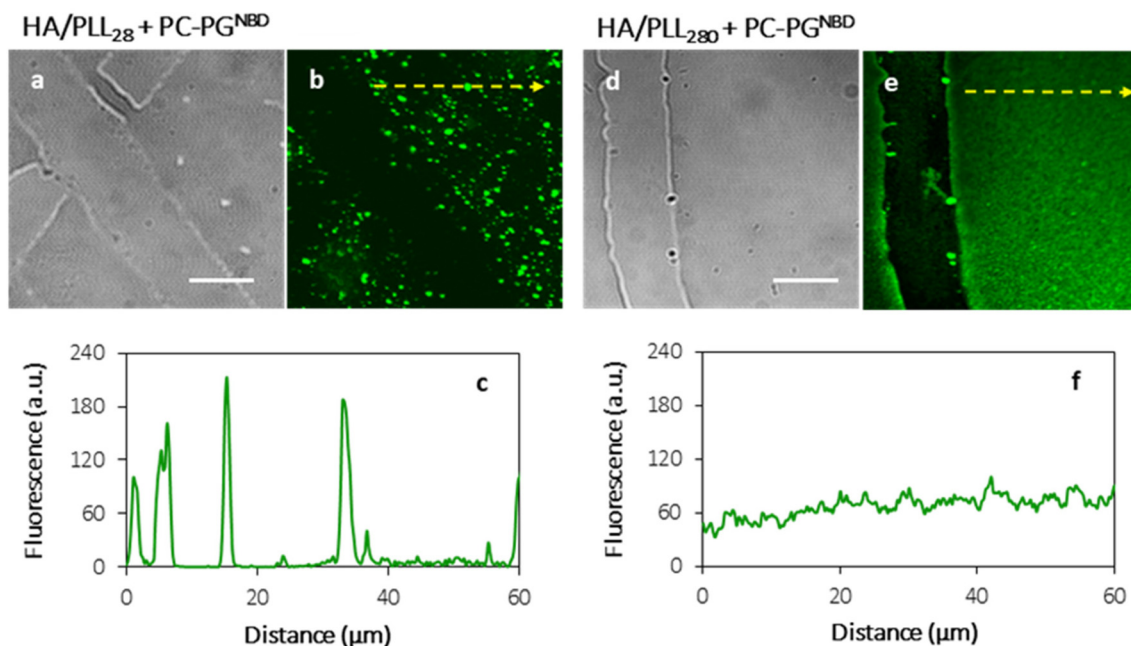 HA/PLL28 + PC-PGNBD
HA/PLL280 + PC-PGNBD
a
b
d
e
240
180
120
60
0
c
Fluorescence (a.u.)
0
20
40
60
Distance (µm)
240
180
120
60
0
f
Fluorescence (a.u.)
0
20
40
60
Distance (µm)